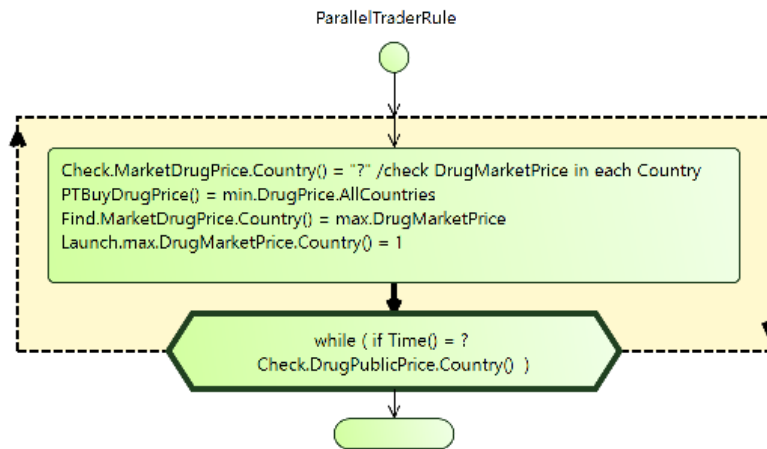 ParallelTraderRule
Check.MarketDrugPrice.Country() = "?" /check DrugMarketPrice in each Country
PTBuyDrugPrice() = min.DrugPrice.AllCountries
Find.MarketDrugPrice.Country() = max.DrugMarketPrice
Launch.max.DrugMarketPrice.Country() = 1
while ( if Time() = ?
Check.DrugPublicPrice.Country() )